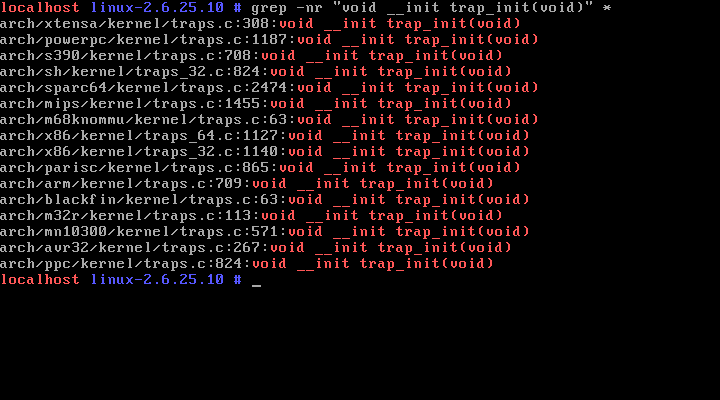 localhost linux-2.6.25.10 # grep -nr "void __init trap_init(void)" *
arch/xtensa/kernel/traps.c:308:void __init trap_init(void)
arch/powerpc/kernel/traps.c:1187:void __init trap_init(void)
arch/s390/kernel/traps.c:708:void __init trap_init(void)
arch/sh/kernel/traps_32.c:824:void __init trap_init(void)
arch/sparc64/kernel/traps.c:2474:void __init trap_init(void)
arch/mips/kernel/traps.c:1455:void __init trap_init(void)
arch/m68knommu/kernel/traps.c:63:void __init trap_init(void)
arch/x86/kernel/traps_64.c:1127:void __init trap_init(void)
arch/x86/kernel/traps_32.c:1140:void __init trap_init(void)
arch/parisc/kernel/traps.c:865:void __init trap_init(void)
arch/arm/kernel/traps.c:709:void __init trap_init(void)
arch/blackfin/kernel/traps.c:63:void __init trap_init(void)
arch/m32r/kernel/traps.c:113:void __init trap_init(void)
arch/mn10300/kernel/traps.c:571:void __init trap_init(void)
arch/avr32/kernel/traps.c:267:void __init trap_init(void)
arch/ppc/kernel/traps.c:824:void __init trap_init(void)
localhost linux-2.6.25.10 # _